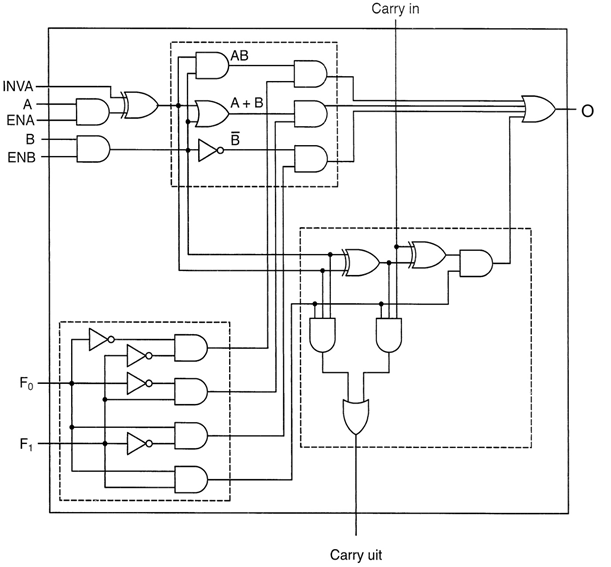 Carry in
INVA
A
ENA
B
ENB
AB
A + B
B̅
O
F₀
F₁
Carry uit